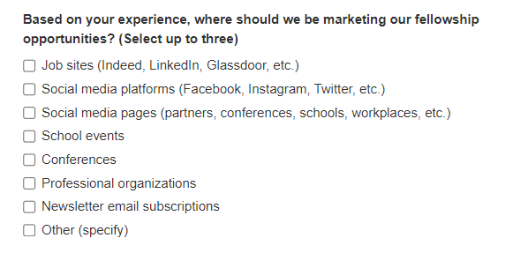 Based on your experience, where should we be marketing our fellowship
opportunities? (Select up to three)
Job sites (Indeed, LinkedIn, Glassdoor, etc.)
Social media platforms (Facebook, Instagram, Twitter, etc.)
Social media pages (partners, conferences, schools, workplaces, etc.)
School events
Conferences
Professional organizations
Newsletter email subscriptions
Other (specify)